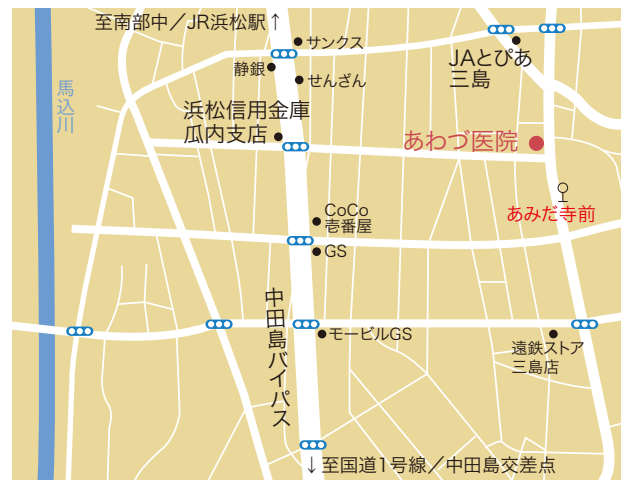 至南部中／JR浜松駅↑
サンクス
静銀
せんざん
JAとぴあ
三島
馬込川
浜松信用金庫
瓜内支店
あわづ医院
あみだ寺前
CoCo
壱番屋
GS
中田島バイパス
モービルGS
遠鉄ストア
三島店
↓至国道1号線／中田島交差点